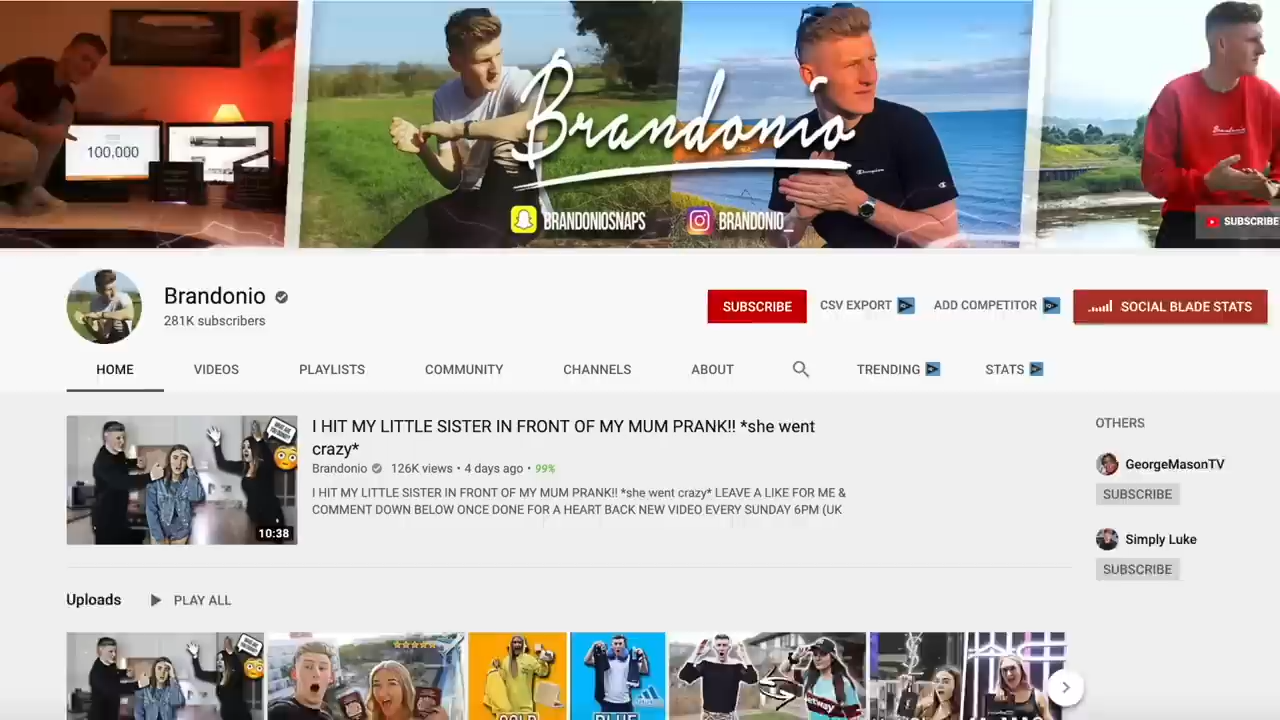 100,000
Brandonio
BRANDONIOSNAPS
BRANDONIO_
Champion
Brandonio
SUBSCRIBE
Brandonio
281K subscribers
SUBSCRIBE
CSV EXPORT
ADD COMPETITOR
SOCIAL BLADE STATS
HOME
VIDEOS
PLAYLISTS
COMMUNITY
CHANNELS
ABOUT
TRENDING
STATS
I HIT MY LITTLE SISTER IN FRONT OF MY MUM PRANK!! *she went
crazy*
Brandonio 126K views • 4 days ago • 99%
I HIT MY LITTLE SISTER IN FRONT OF MY MUM PRANK!! *she went crazy* LEAVE A LIKE FOR ME &
COMMENT DOWN BELOW ONCE DONE FOR A HEART BACK NEW VIDEO EVERY SUNDAY 6PM (UK
10:38
OTHERS
GeorgeMasonTV
SUBSCRIBE
Simply Luke
SUBSCRIBE
Uploads
PLAY ALL
GOLD
BLUE